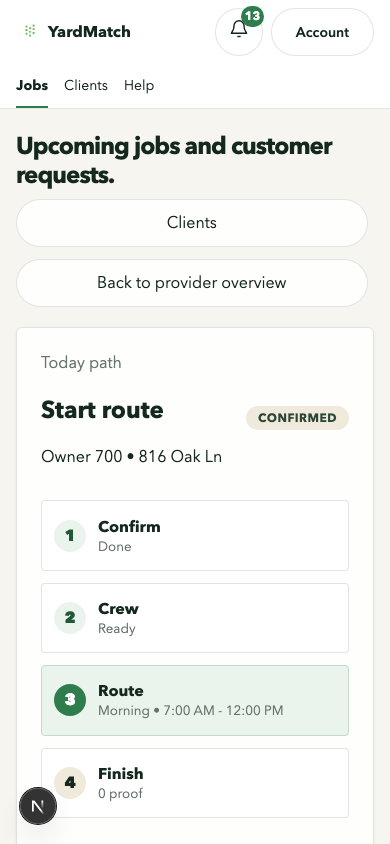 YardMatch
13
Account
Jobs
Clients
Help
Upcoming jobs and customer
requests.
Clients
Back to provider overview
Today path
Start route
CONFIRMED
Owner 700 • 816 Oak Ln
1
Confirm
Done
2
Crew
Ready
3
Route
Morning • 7:00 AM - 12:00 PM
4
Finish
0 proof
N